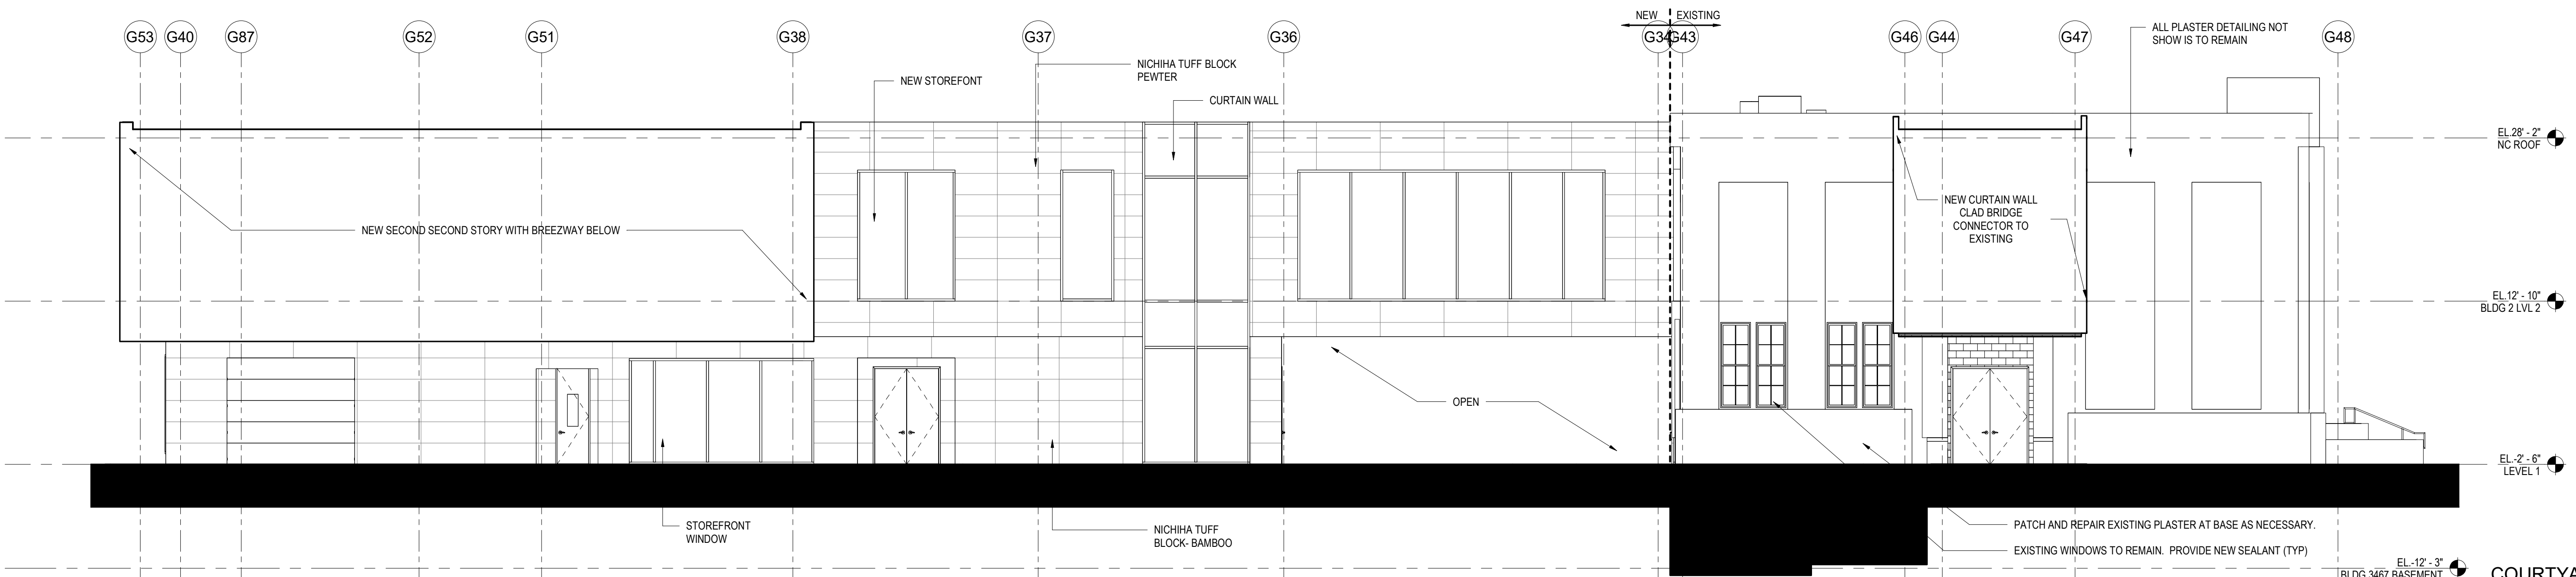 NEW EXISTING
G53 G40 G87 G52 G51 G38 G37 G36 G34 G43 G46 G44 G47 G48
ALL PLASTER DETAILING NOT
SHOW IS TO REMAIN
NICHIHA TUFF BLOCK
PEWTER
NEW STOREFONT
CURTAIN WALL
EL.28' - 2"
NC ROOF
NEW SECOND SECOND STORY WITH BREEZWAY BELOW
NEW CURTAIN WALL
CLAD BRIDGE
CONNECTOR TO
EXISTING
EL.12' - 10"
BLDG 2 LVL 2
OPEN
EL.-2' - 6"
LEVEL 1
STOREFRONT
WINDOW
NICHIHA TUFF
BLOCK- BAMBOO
PATCH AND REPAIR EXISTING PLASTER AT BASE AS NECESSARY.
EXISTING WINDOWS TO REMAIN. PROVIDE NEW SEALANT (TYP)
EL.-12' - 3"
BLDG 3467 BASEMENT
COURTYA